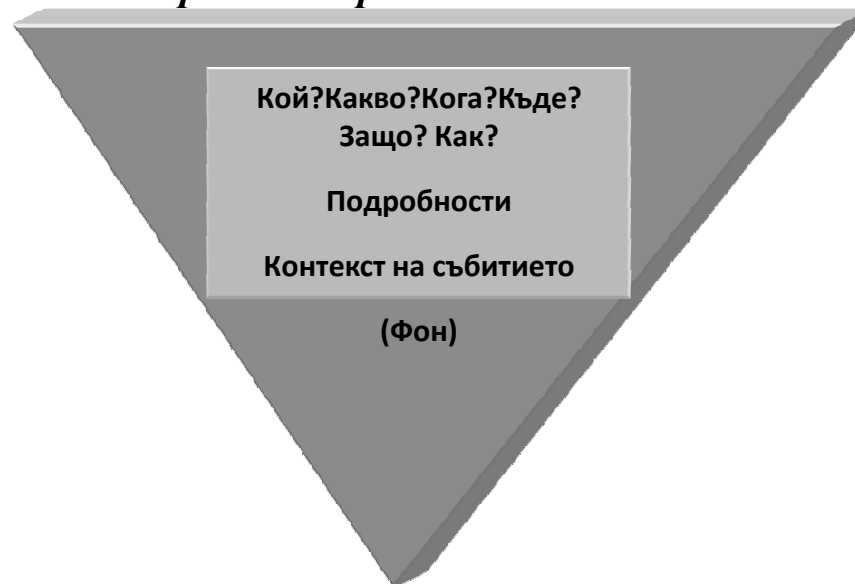 Кой?Какво?Кога?Къде?
Защо? Как?
Подробности
Контекст на събитието
(Фон)